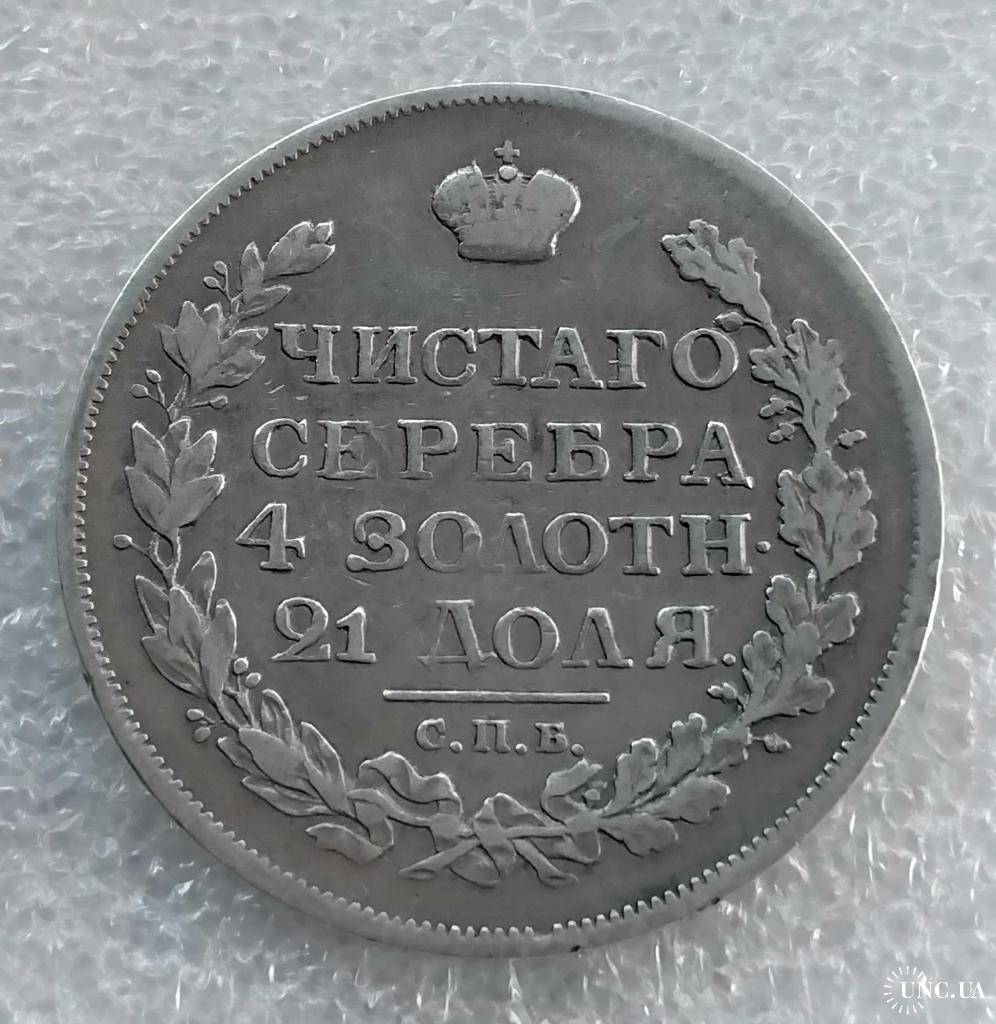 ЧИСТАГО
СЕРЕБРА
4 ЗОЛОТН.
21 ДОЛЯ.
С.П.Б.
UNC.UA